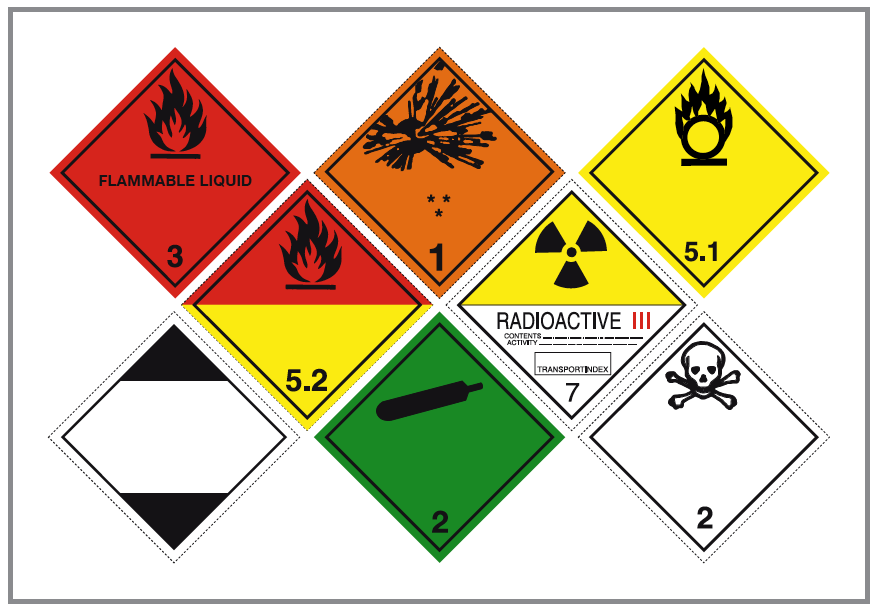 FLAMMABLE LIQUID
3
* *
*
1
5.1
5.2
RADIOACTIVE III
CONTENTS
ACTIVITY
TRANSPORT INDEX
7
2
2